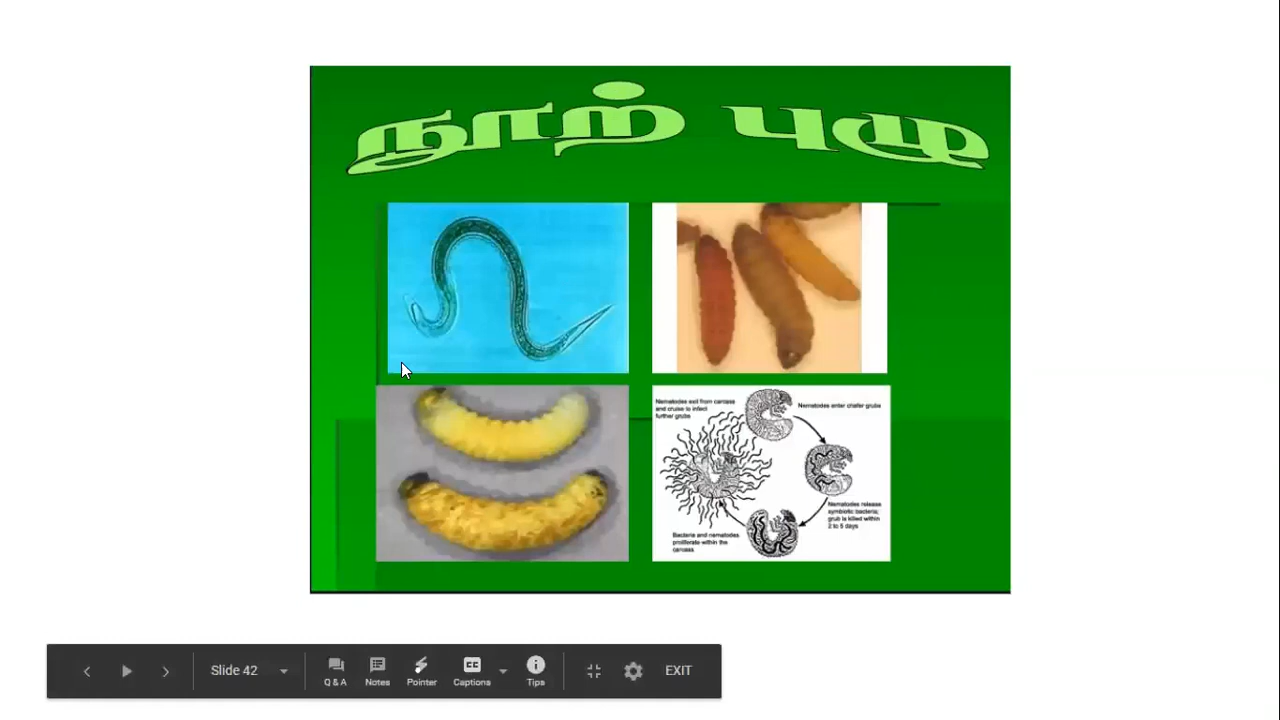 நூற் புழு
Nematodes exit from carcass
and cruise to infect
further grubs
Nematodes enter chafer grubs
Nematodes release
symbiotic bacteria;
grub is killed within
2 to 5 days
Bacteria and nematodes
proliferate within the
carcass
Slide 42
Q & A
Notes
Pointer
Captions
Tips
EXIT